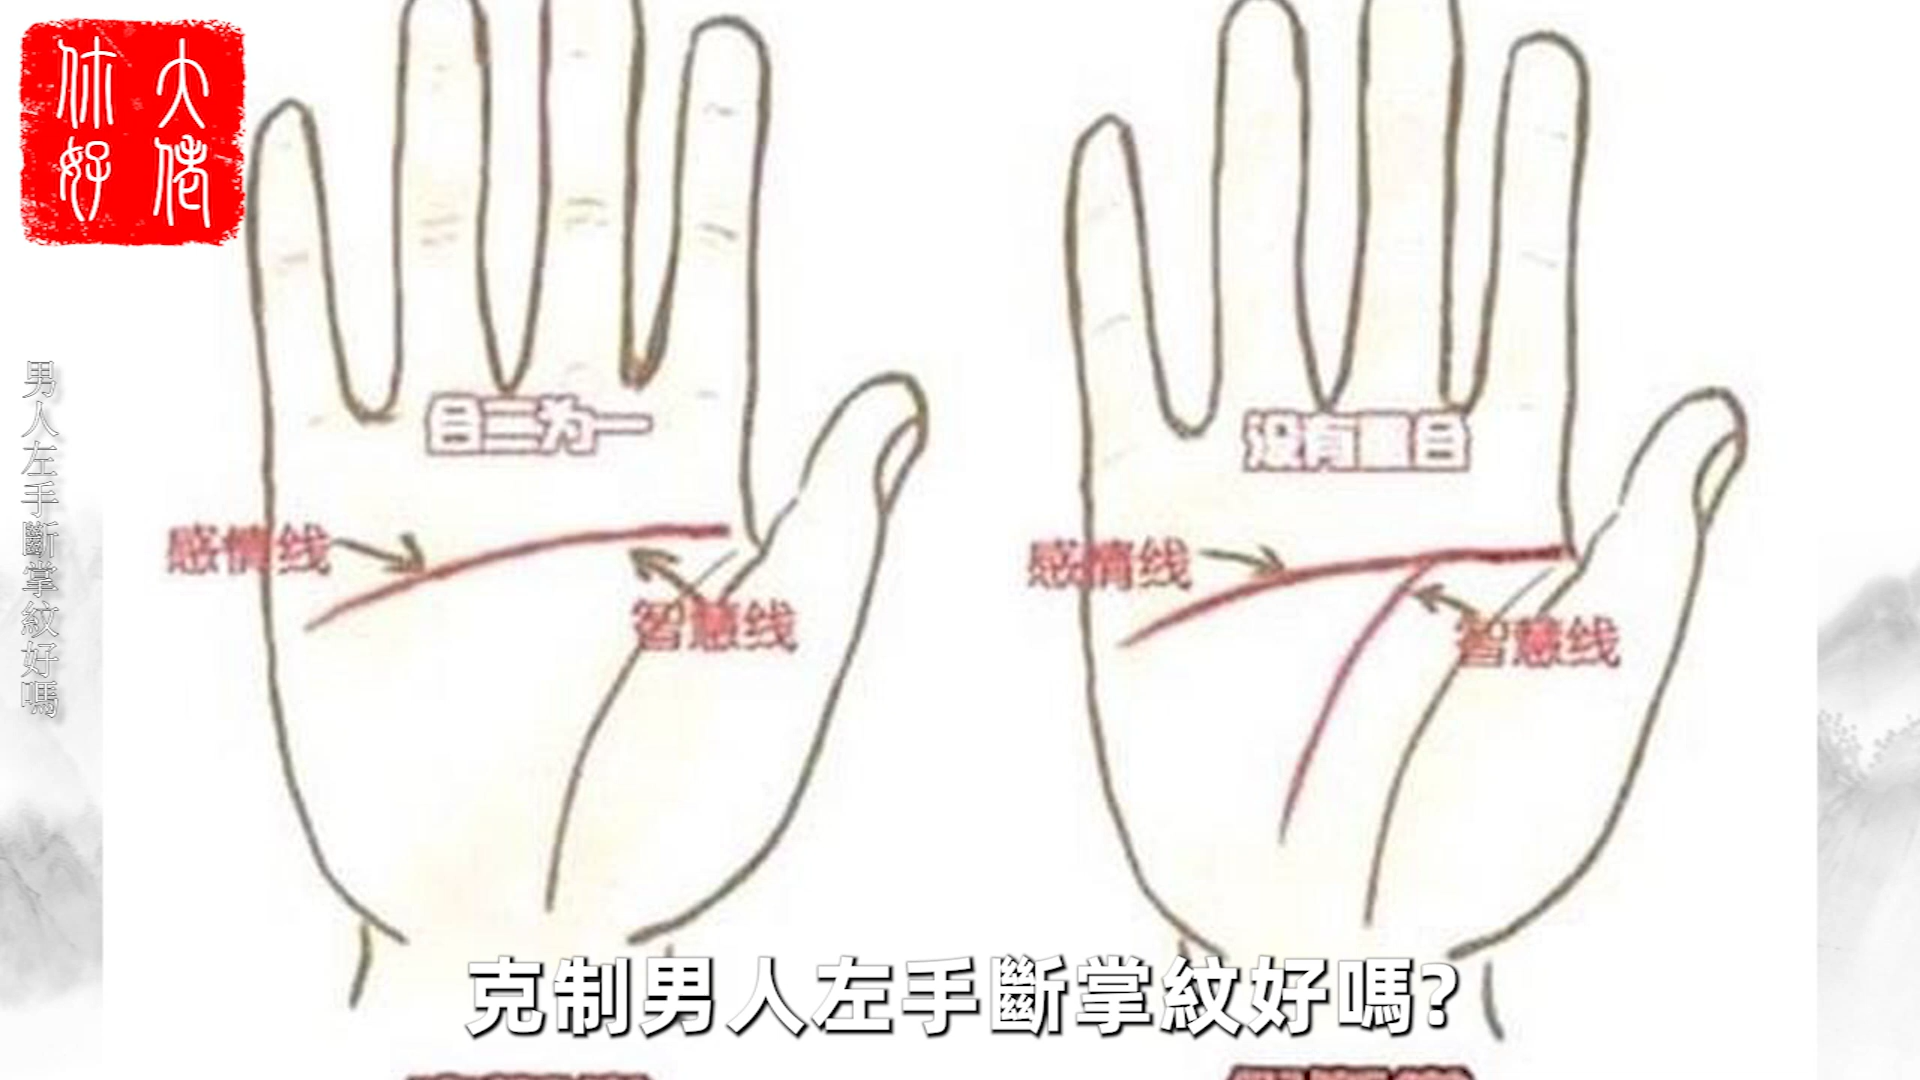 大佬
你好
男人左手斷掌紋好嗎
合二为一
没有重合
感情线
智慧线
感情线
智慧线
克制男人左手斷掌紋好嗎?